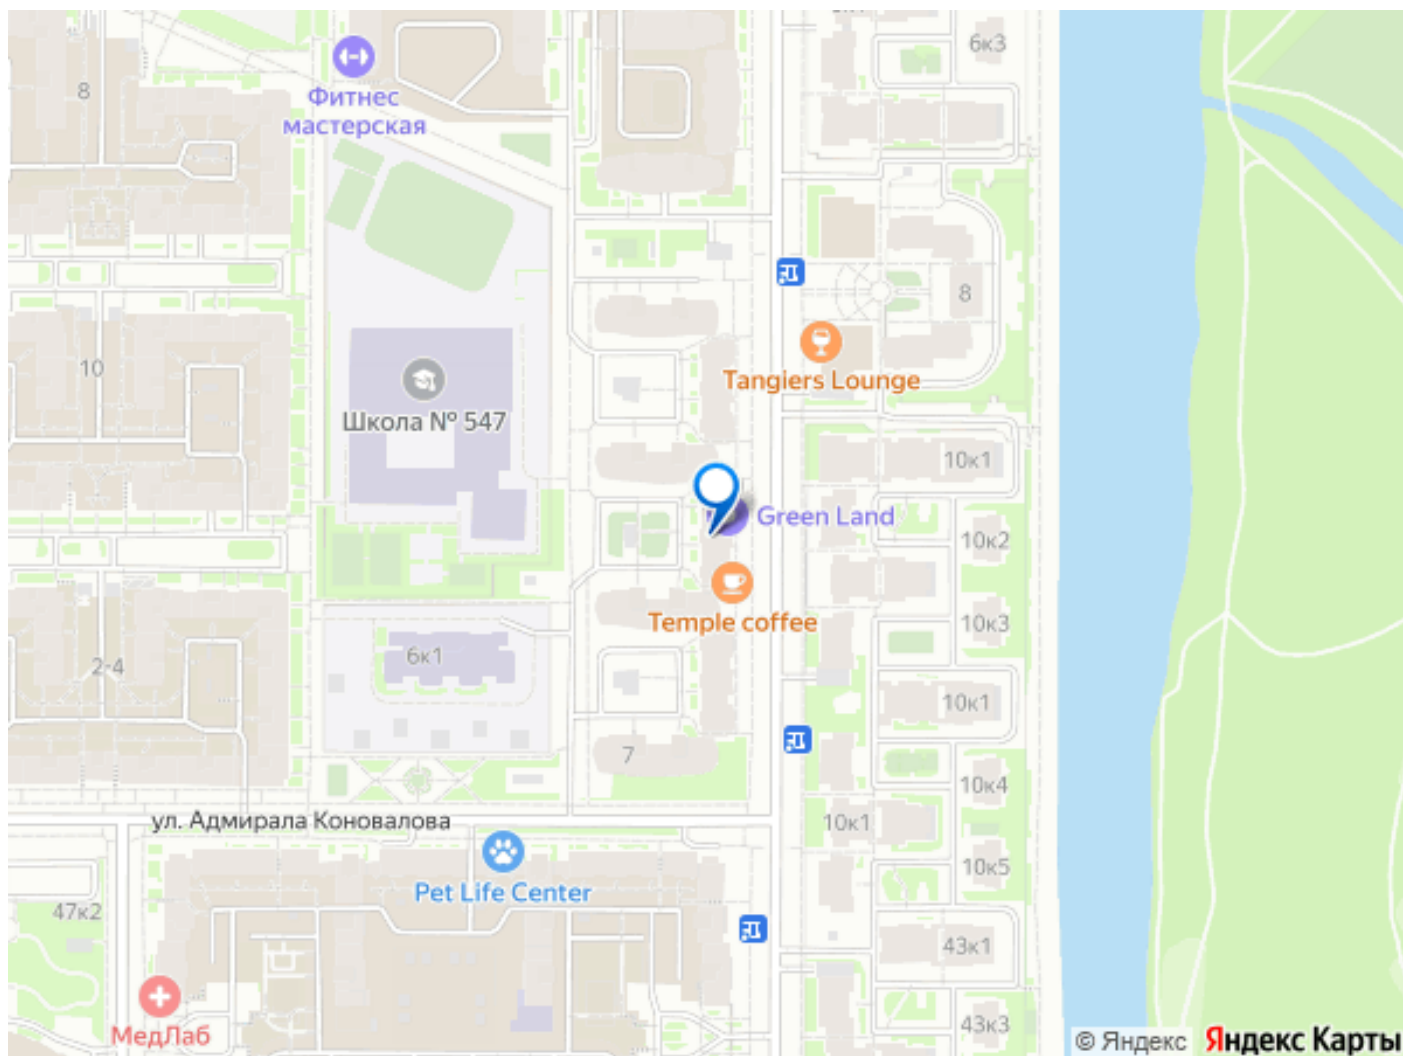 6к3
8
Фитнес
мастерская
8
Tangiers Lounge
10
Школа № 547
10к1
Green Land
10к2
Temple coffee
10к3
6к1
2-4
10к1
7
10к4
ул. Адмирала Коновалова
10к1
Pet Life Center
10к5
47к2
43к1
МедЛаб
43к3
© Яндекс Яндекс Карты